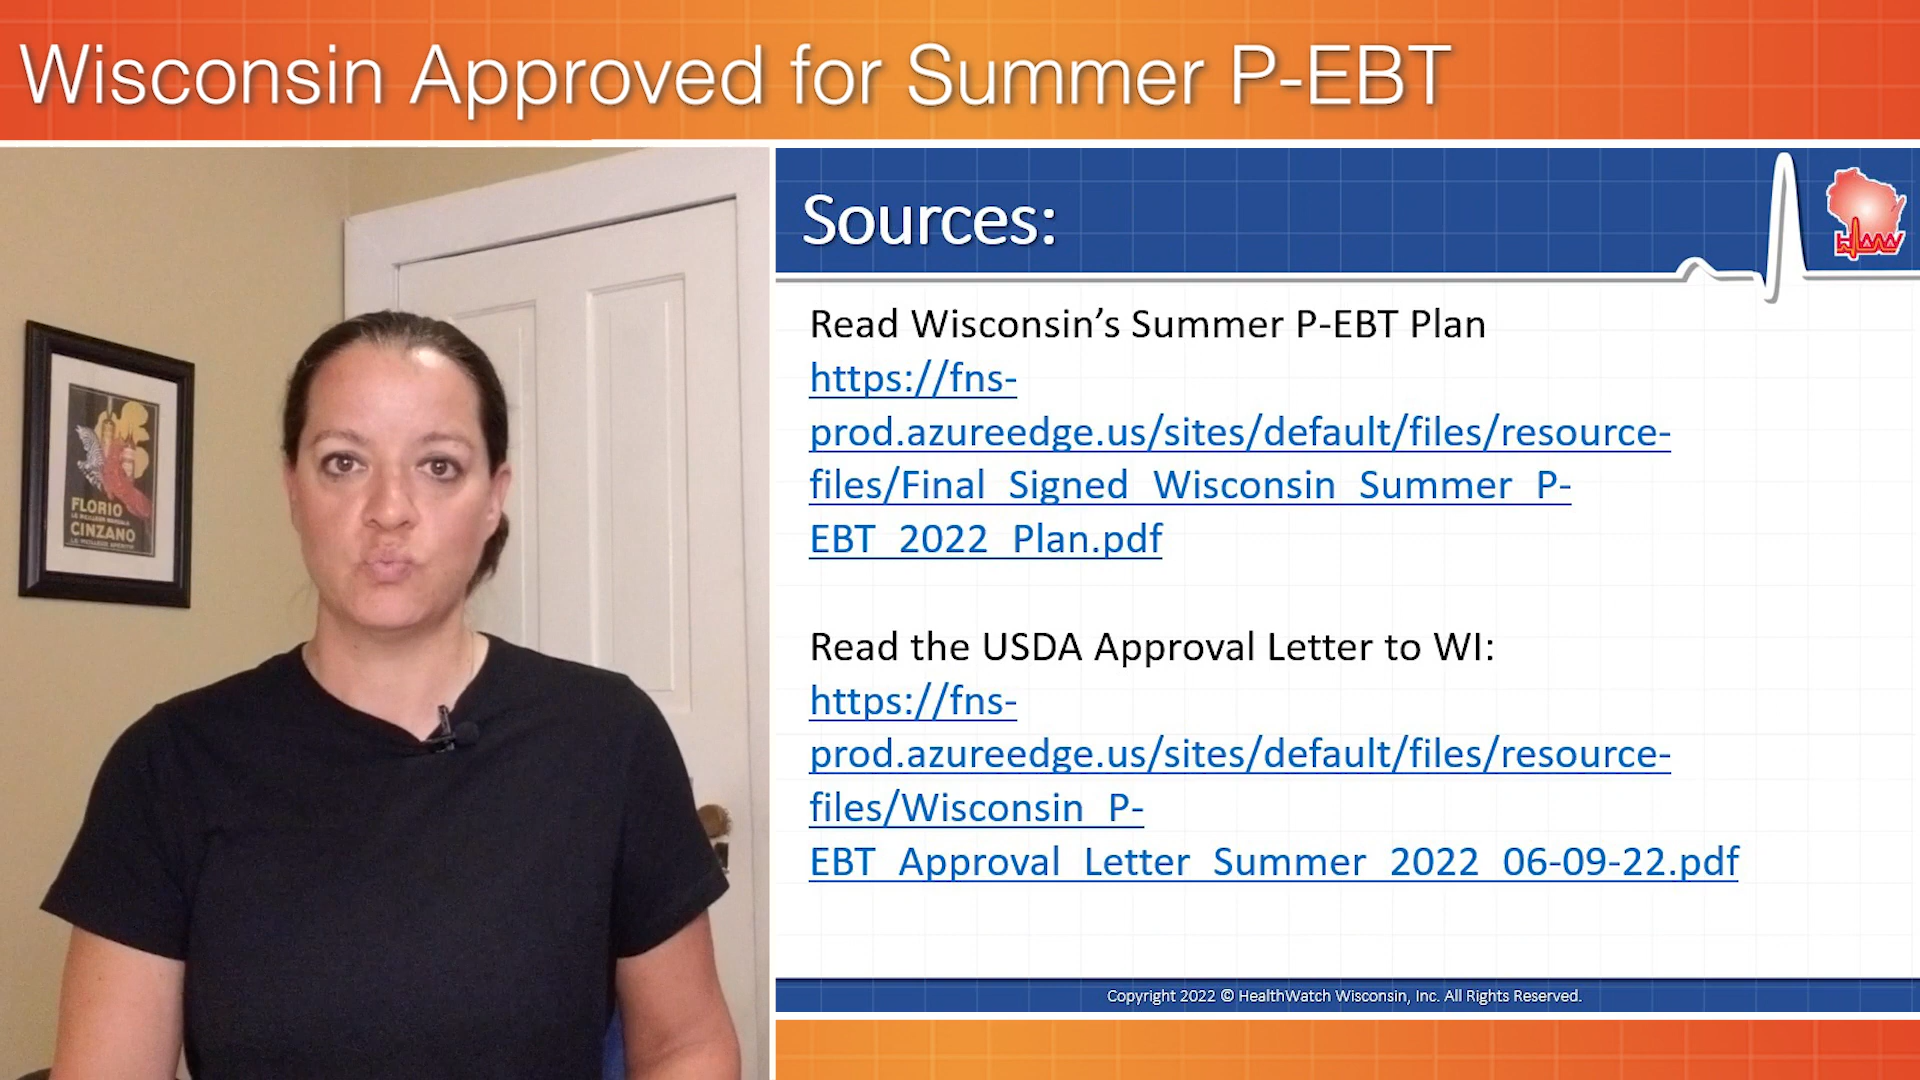 Wisconsin Approved for Summer P-EBT
FLORIO
CINZANO
Sources:
HWW
Read Wisconsin’s Summer P-EBT Plan
https://fns-
prod.azureedge.us/sites/default/files/resource-
files/Final_Signed_Wisconsin_Summer_P-
EBT_2022_Plan.pdf
Read the USDA Approval Letter to WI:
https://fns-
prod.azureedge.us/sites/default/files/resource-
files/Wisconsin_P-
EBT_Approval_Letter_Summer_2022_06-09-22.pdf
Copyright 2022 © HealthWatch Wisconsin, Inc. All Rights Reserved.